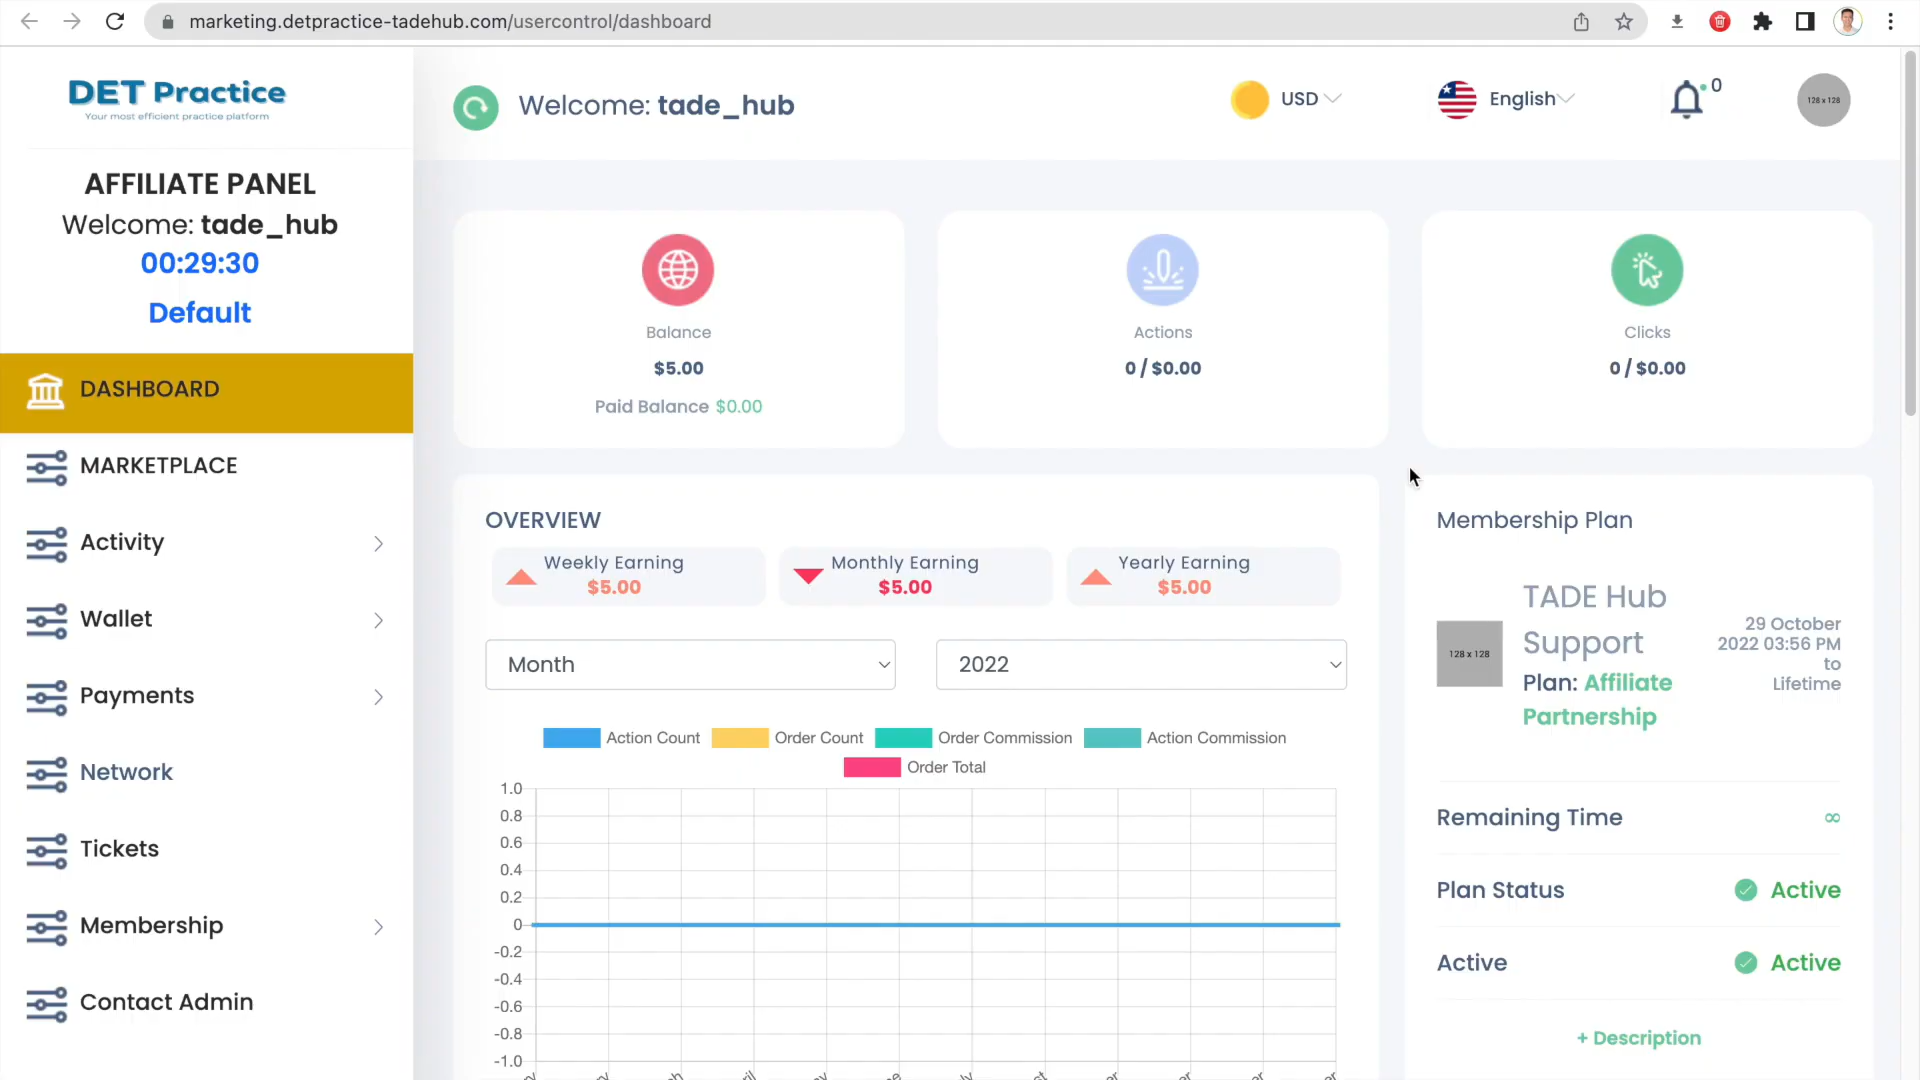 marketing.detpractice-tadehub.com/usercontrol/dashboard
DET Practice
Your most efficient practice platform
AFFILIATE PANEL
Welcome: tade_hub
00:29:30
Default
DASHBOARD
MARKETPLACE
Activity
Wallet
Payments
Network
Tickets
Membership
Contact Admin
Welcome: tade_hub
USD
English
0
128 x 128
Balance
$5.00
Paid Balance $0.00
Actions
0 / $0.00
Clicks
0 / $0.00
OVERVIEW
Weekly Earning
$5.00
Monthly Earning
$5.00
Yearly Earning
$5.00
Month
2022
Action Count
Order Count
Order Commission
Action Commission
Order Total
1.0
0.8
0.6
0.4
0.2
0
-0.2
-0.4
-0.6
-0.8
-1.0
Membership Plan
128 x 128
TADE Hub
Support
Plan: Affiliate
Partnership
29 October
2022 03:56 PM
to
Lifetime
Remaining Time
∞
Plan Status
Active
Active
Active
+ Description